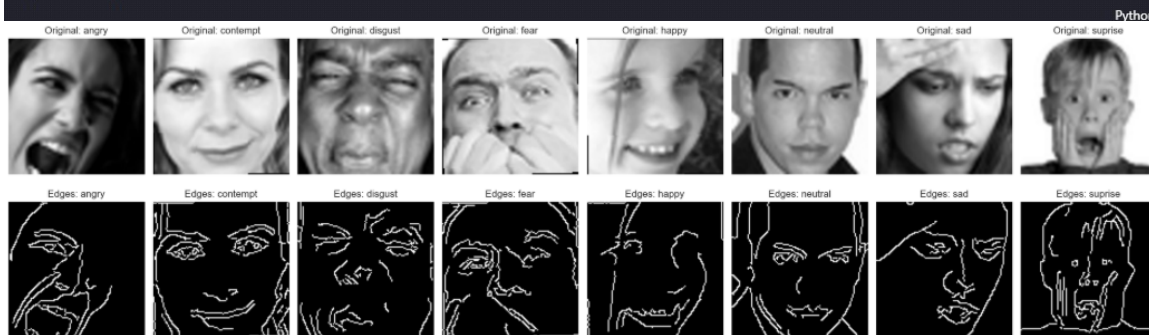 Python
Original: angry Original: contempt Original: disgust Original: fear Original: happy Original: neutral Original: sad Original: suprise
Edges: angry Edges: contempt Edges: disgust Edges: fear Edges: happy Edges: neutral Edges: sad Edges: suprise